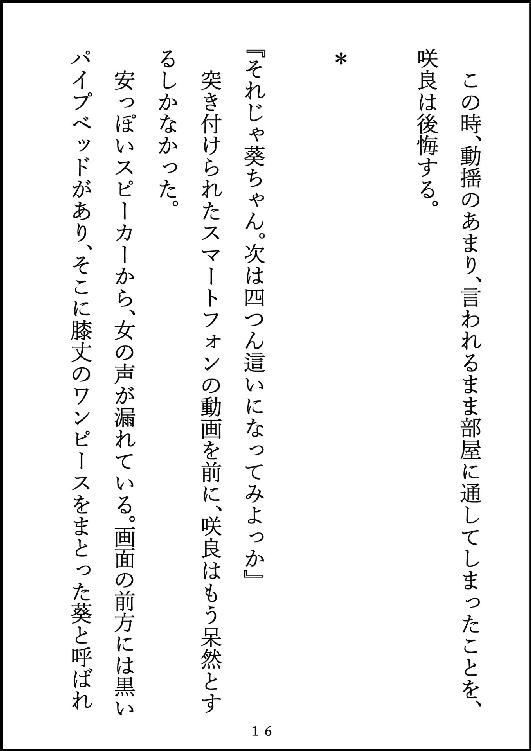 この時、動揺のあまり、言われるまま部屋に通してしまったことを、
咲良は後悔する。
*
『それじゃ葵ちゃん。次は四つん這いになってみよっか』
突き付けられたスマートフォンの動画を前に、咲良はもう呆然とす
るしかなかった。
安っぽいスピーカーから、女の声が漏れている。画面の前方には黒い
パイプベッドがあり、そこに膝丈のワンピースをまとった葵と呼ばれ
16